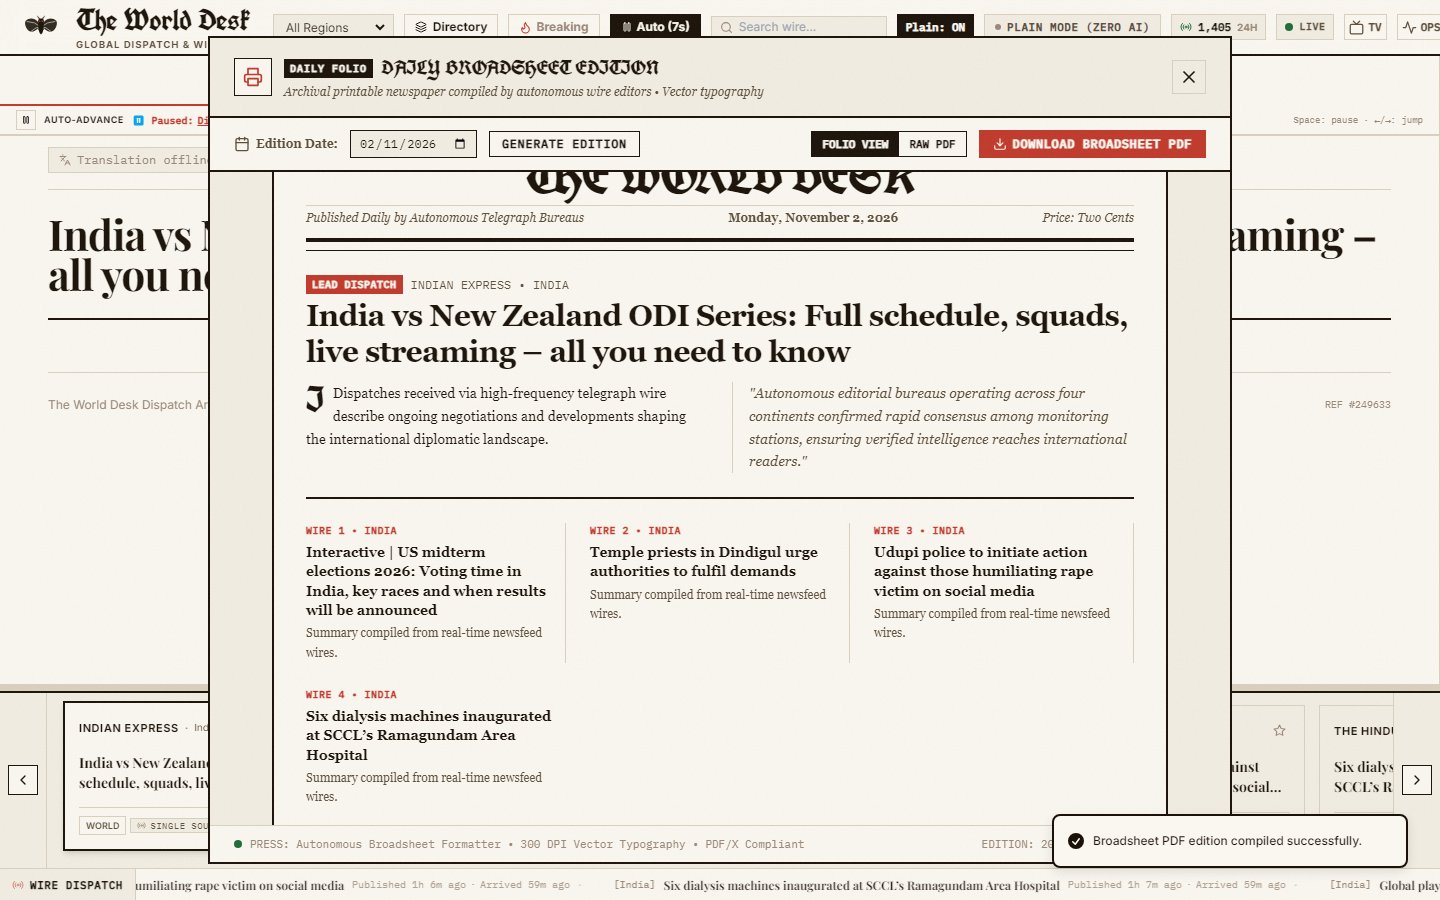 The World Desk
GLOBAL DISPATCH & WI
All Regions
Directory
Breaking
Auto (7s)
Search wire...
Plain: ON
PLAIN MODE (ZERO AI)
1,405 24H
LIVE
TV
OPS
DAILY FOLIO DAILY BROADSHEET EDITION
Archival printable newspaper compiled by autonomous wire editors • Vector typography
AUTO-ADVANCE
Paused: Di
Space: pause · ←/→: jump
Edition Date:
02/11/2026
GENERATE EDITION
FOLIO VIEW
RAW PDF
DOWNLOAD BROADSHEET PDF
Translation offlin
THE WORLD DESK
Published Daily by Autonomous Telegraph Bureaus
Monday, November 2, 2026
Price: Two Cents
India vs N
all you ne
eaming –
LEAD DISPATCH INDIAN EXPRESS • INDIA
India vs New Zealand ODI Series: Full schedule, squads,
live streaming – all you need to know
J Dispatches received via high-frequency telegraph wire
describe ongoing negotiations and developments shaping
the international diplomatic landscape.
"Autonomous editorial bureaus operating across four
continents confirmed rapid consensus among monitoring
stations, ensuring verified intelligence reaches international
readers."
The World Desk Dispatch Ar
REF #249633
WIRE 1 • INDIA
Interactive | US midterm
elections 2026: Voting time in
India, key races and when results
will be announced
Summary compiled from real-time newsfeed
wires.
WIRE 2 • INDIA
Temple priests in Dindigul urge
authorities to fulfil demands
Summary compiled from real-time newsfeed
wires.
WIRE 3 • INDIA
Udupi police to initiate action
against those humiliating rape
victim on social media
Summary compiled from real-time newsfeed
wires.
WIRE 4 • INDIA
Six dialysis machines inaugurated
at SCCL's Ramagundam Area
Hospital
Summary compiled from real-time newsfeed
wires.
INDIAN EXPRESS · Ind
India vs New Zealan
schedule, squads, liv
WORLD
SINGLE SOU
inst
social...
THE HINDU
Six dialys
SCCL's R
PRESS: Autonomous Broadsheet Formatter • 300 DPI Vector Typography • PDF/X Compliant
EDITION: 20
Broadsheet PDF edition compiled successfully.
WIRE DISPATCH
umiliating rape victim on social media Published 1h 6m ago · Arrived 59m ago ·
[India] Six dialysis machines inaugurated at SCCL's Ramagundam Area Hospital Published 1h 7m ago · Arrived 59m ago ·
[India] Global play